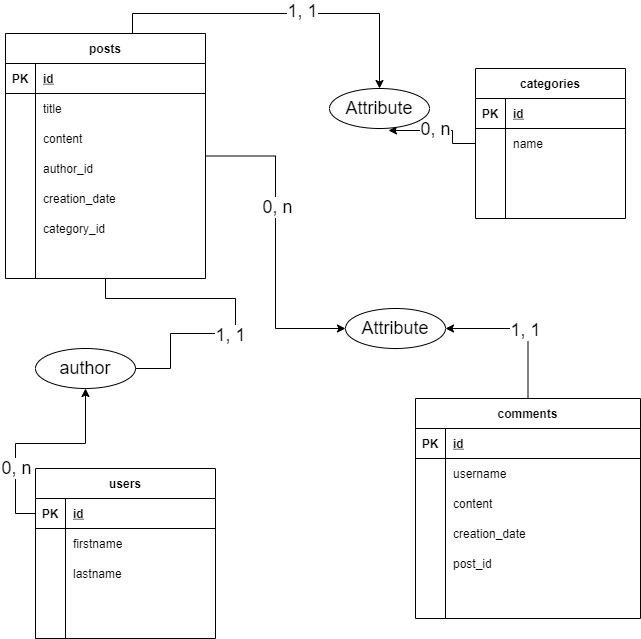 1, 1
posts
PK id
title
content
author_id
creation_date
category_id
Attribute
0, n
categories
PK id
name
0, n
Attribute
1, 1
1, 1
author
0, n
users
PK id
firstname
lastname
comments
PK id
username
content
creation_date
post_id